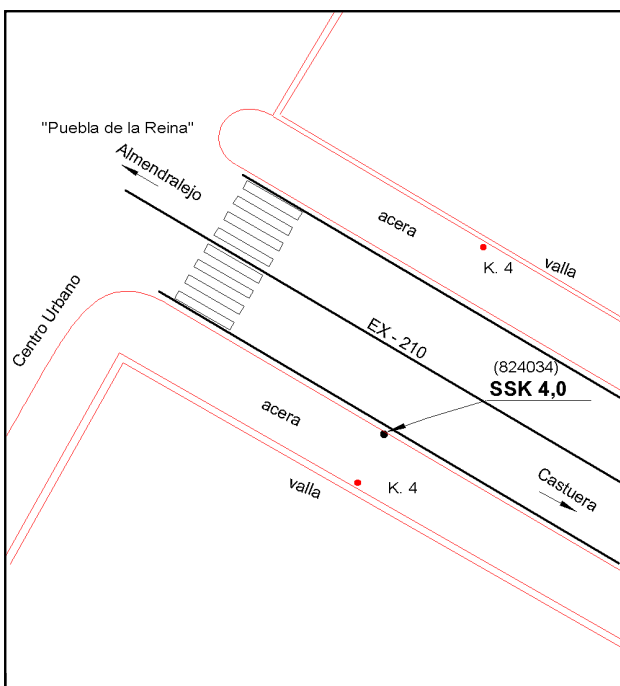 "Puebla de la Reina"
Almendralejo
acera
valla
K. 4
Centro Urbano
EX - 210
(824034)
SSK 4,0
acera
Castuera
valla
K. 4